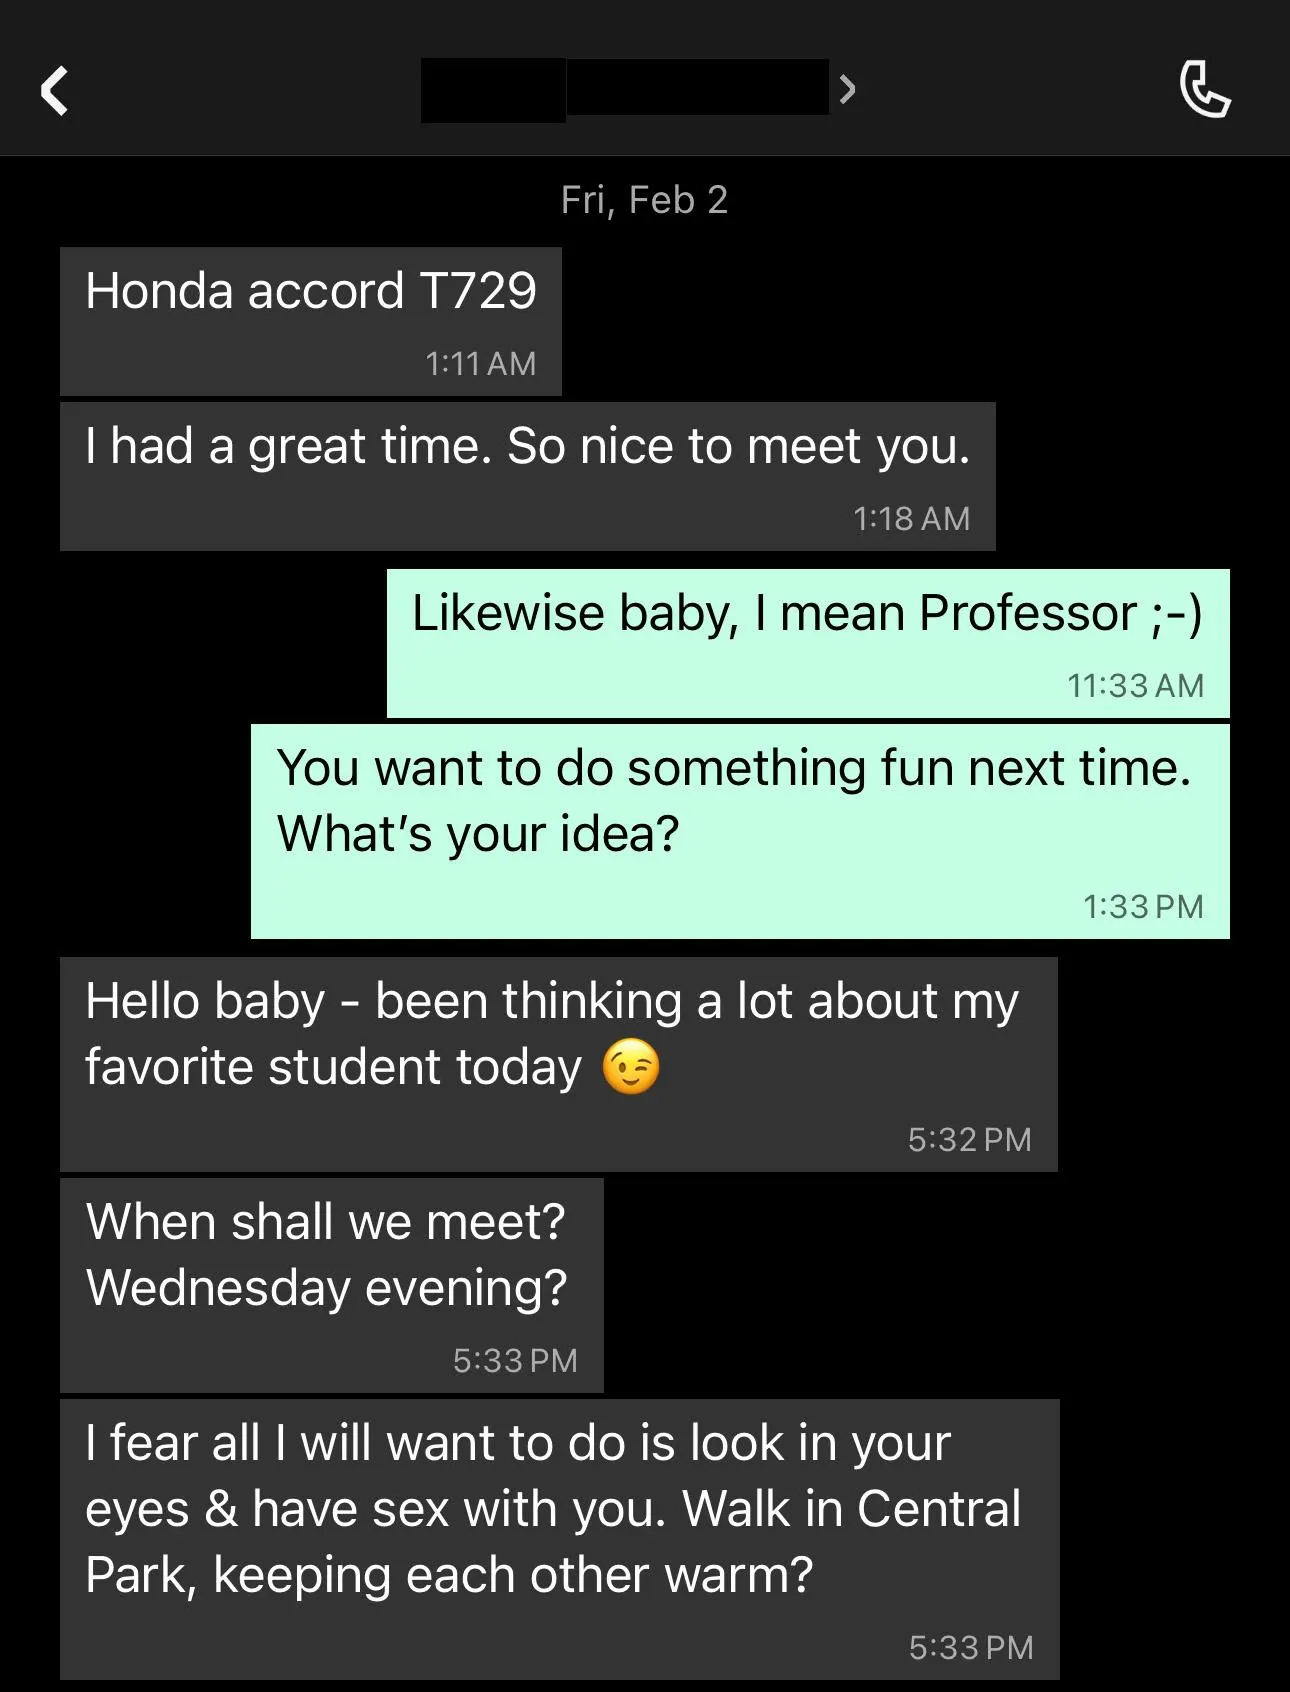 Fri, Feb 2
Honda accord T729
1:11 AM
I had a great time. So nice to meet you.
1:18 AM
Likewise baby, I mean Professor ;-)
11:33 AM
You want to do something fun next time.
What’s your idea?
1:33 PM
Hello baby - been thinking a lot about my
favorite student today 😉
5:32 PM
When shall we meet?
Wednesday evening?
5:33 PM
I fear all I will want to do is look in your
eyes & have sex with you. Walk in Central
Park, keeping each other warm?
5:33 PM